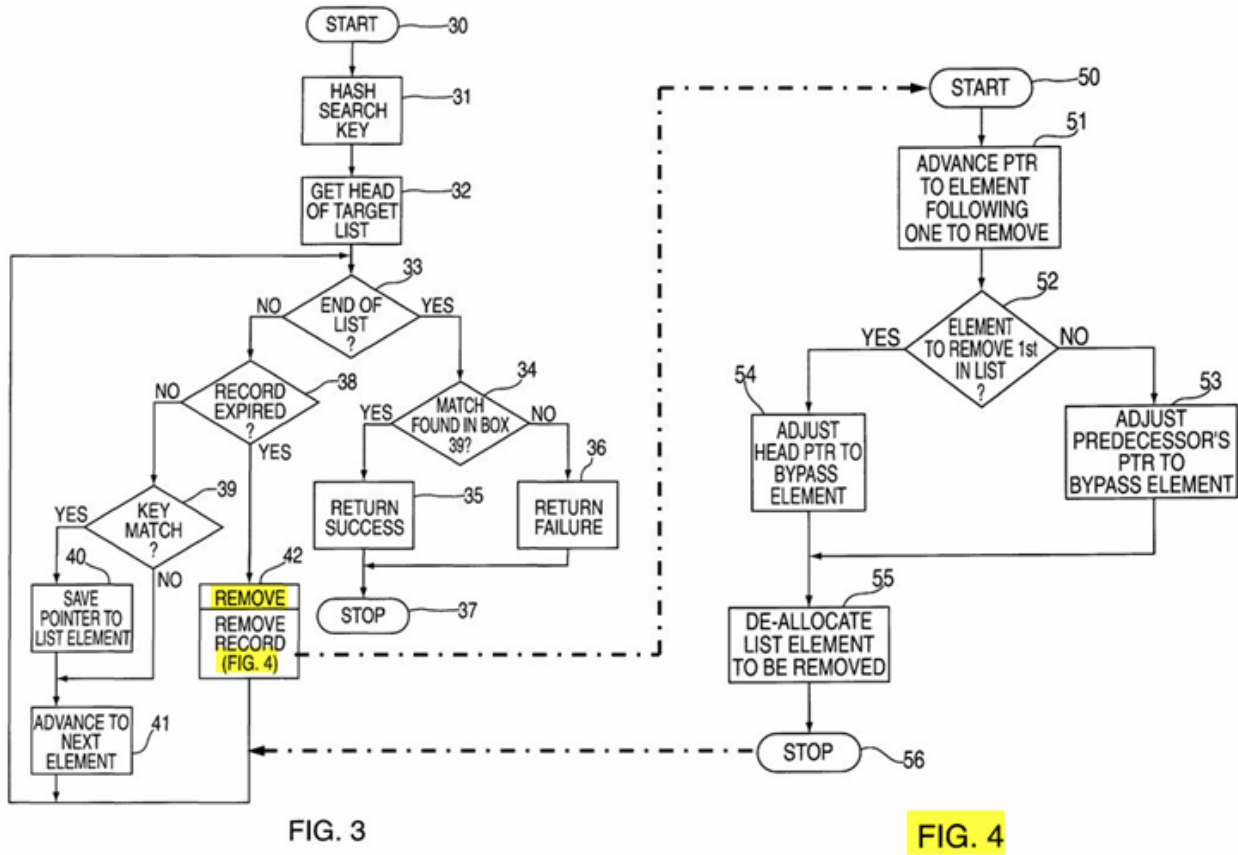 START
30
HASH
SEARCH
KEY
31
GET HEAD
OF TARGET
LIST
32
33
END OF
LIST
?
NO
YES
RECORD
EXPIRED
?
38
NO
YES
34
MATCH
FOUND IN BOX
39?
YES
NO
KEY
MATCH
?
39
YES
NO
RETURN
SUCCESS
35
36
RETURN
FAILURE
40
SAVE
POINTER TO
LIST ELEMENT
42
REMOVE
REMOVE
RECORD
(FIG. 4)
STOP
37
ADVANCE TO
NEXT
ELEMENT
41
FIG. 3
START
50
51
ADVANCE PTR
TO ELEMENT
FOLLOWING
ONE TO REMOVE
52
ELEMENT
TO REMOVE 1st
IN LIST
?
YES
NO
54
ADJUST
HEAD PTR TO
BYPASS
ELEMENT
53
ADJUST
PREDECESSOR'S
PTR TO
BYPASS ELEMENT
55
DE-ALLOCATE
LIST ELEMENT
TO BE REMOVED
STOP
56
FIG. 4